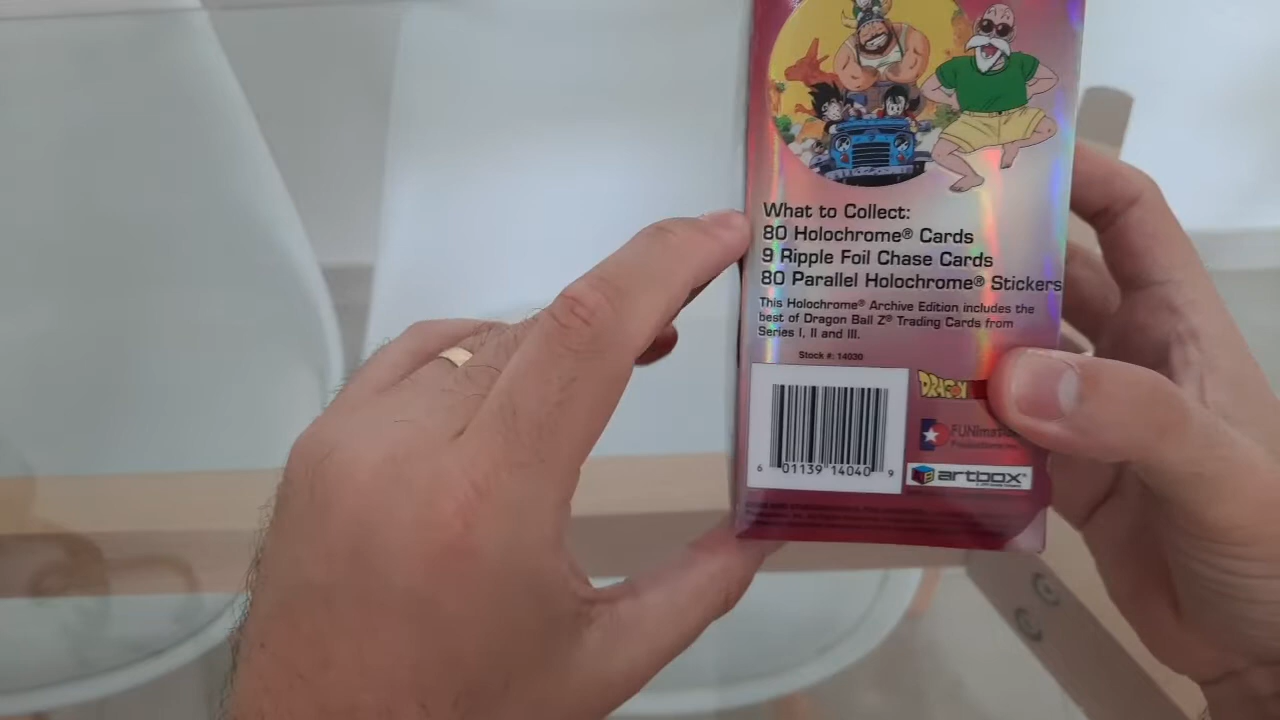 What to Collect:
80 Holochrome® Cards
9 Ripple Foil Chase Cards
80 Parallel Holochrome® Stickers
This Holochrome® Archive Edition includes the
best of Dragon Ball Z® Trading Cards from
Series I, II and III.
Stock #: 14030
DRAGON
FUNimati
6 01139 14040 9
artbox